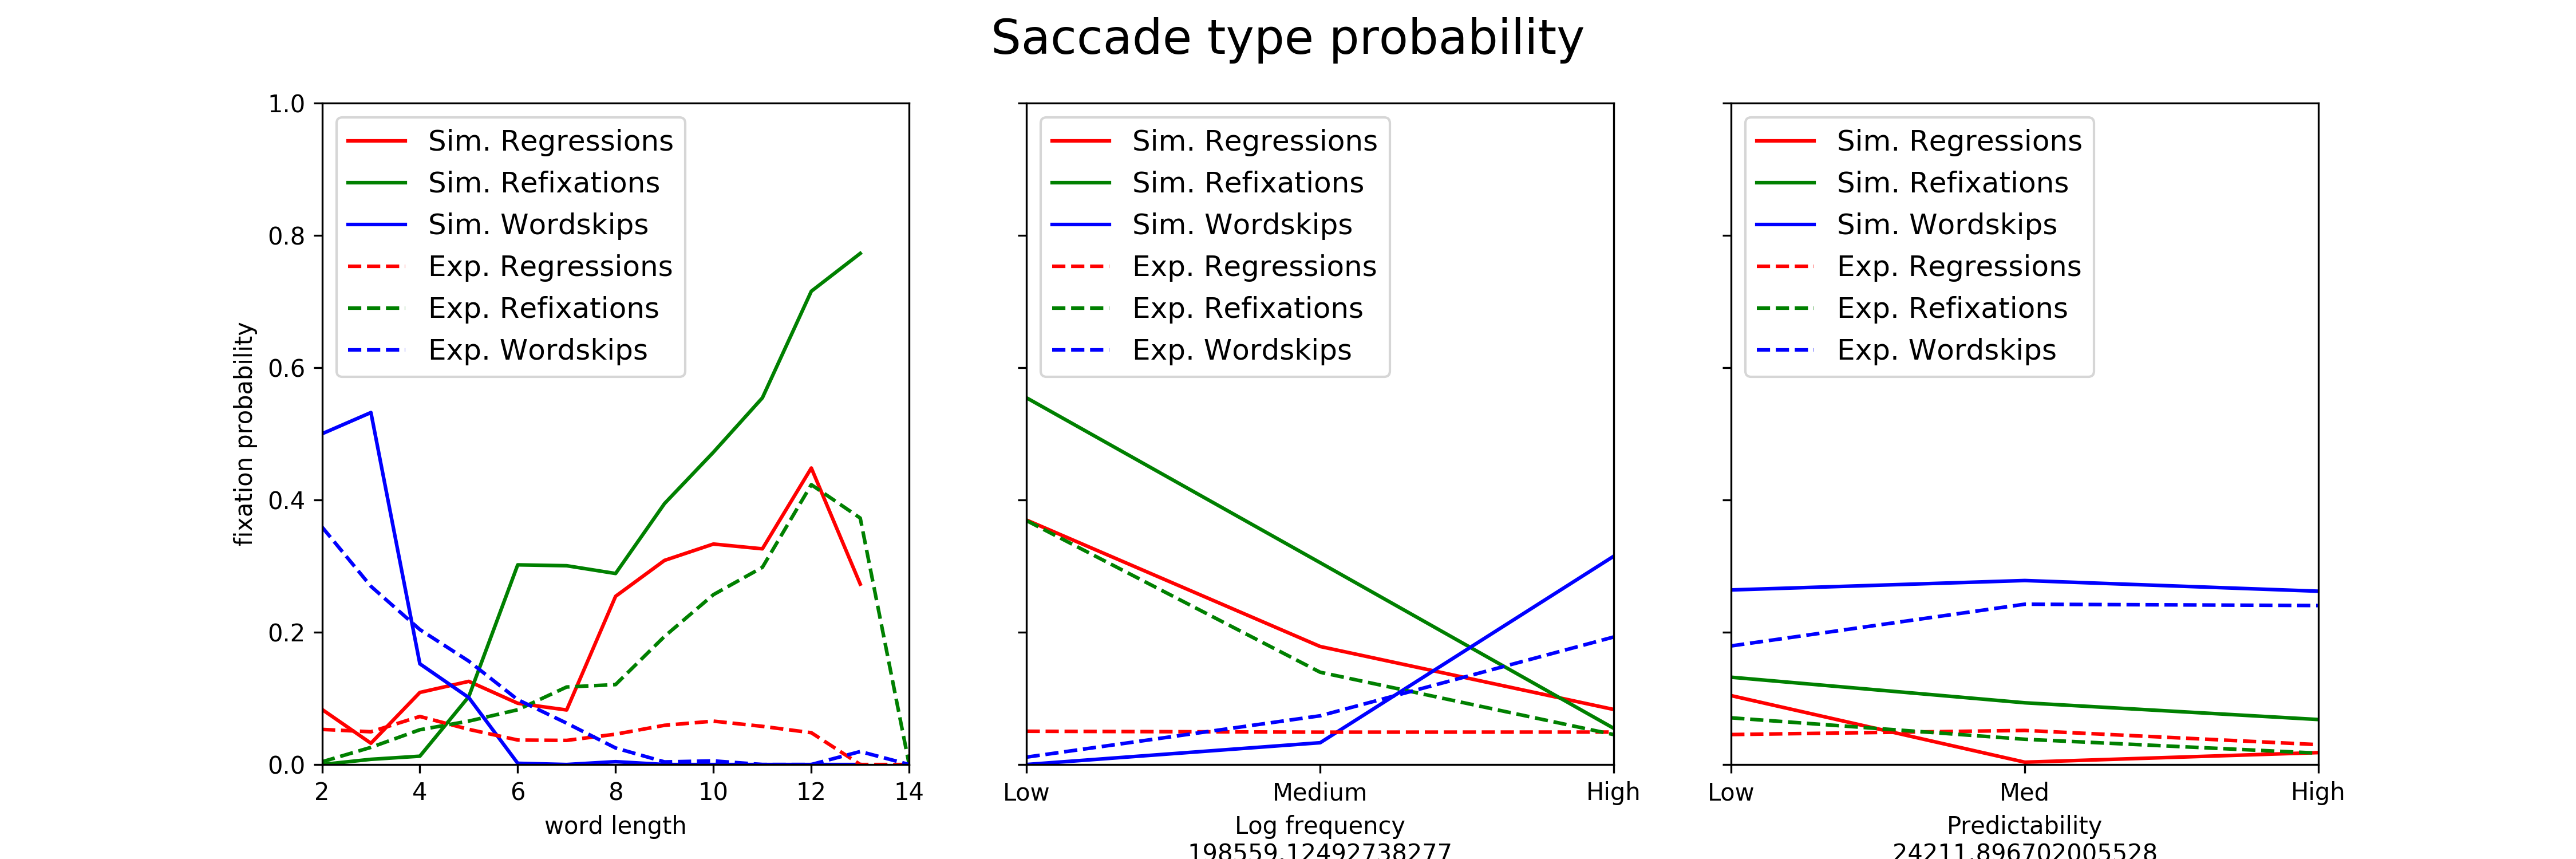 Saccade type probability
1.0
0.8
0.6
0.4
0.2
0.0
fixation probability
Sim. Regressions
Sim. Refixations
Sim. Wordskips
Exp. Regressions
Exp. Refixations
Exp. Wordskips
2 4 6 8 10 12 14
word length
Sim. Regressions
Sim. Refixations
Sim. Wordskips
Exp. Regressions
Exp. Refixations
Exp. Wordskips
Low Medium High
Log frequency
198559.12492738277
Sim. Regressions
Sim. Refixations
Sim. Wordskips
Exp. Regressions
Exp. Refixations
Exp. Wordskips
Low Med High
Predictability
24211.896702005528